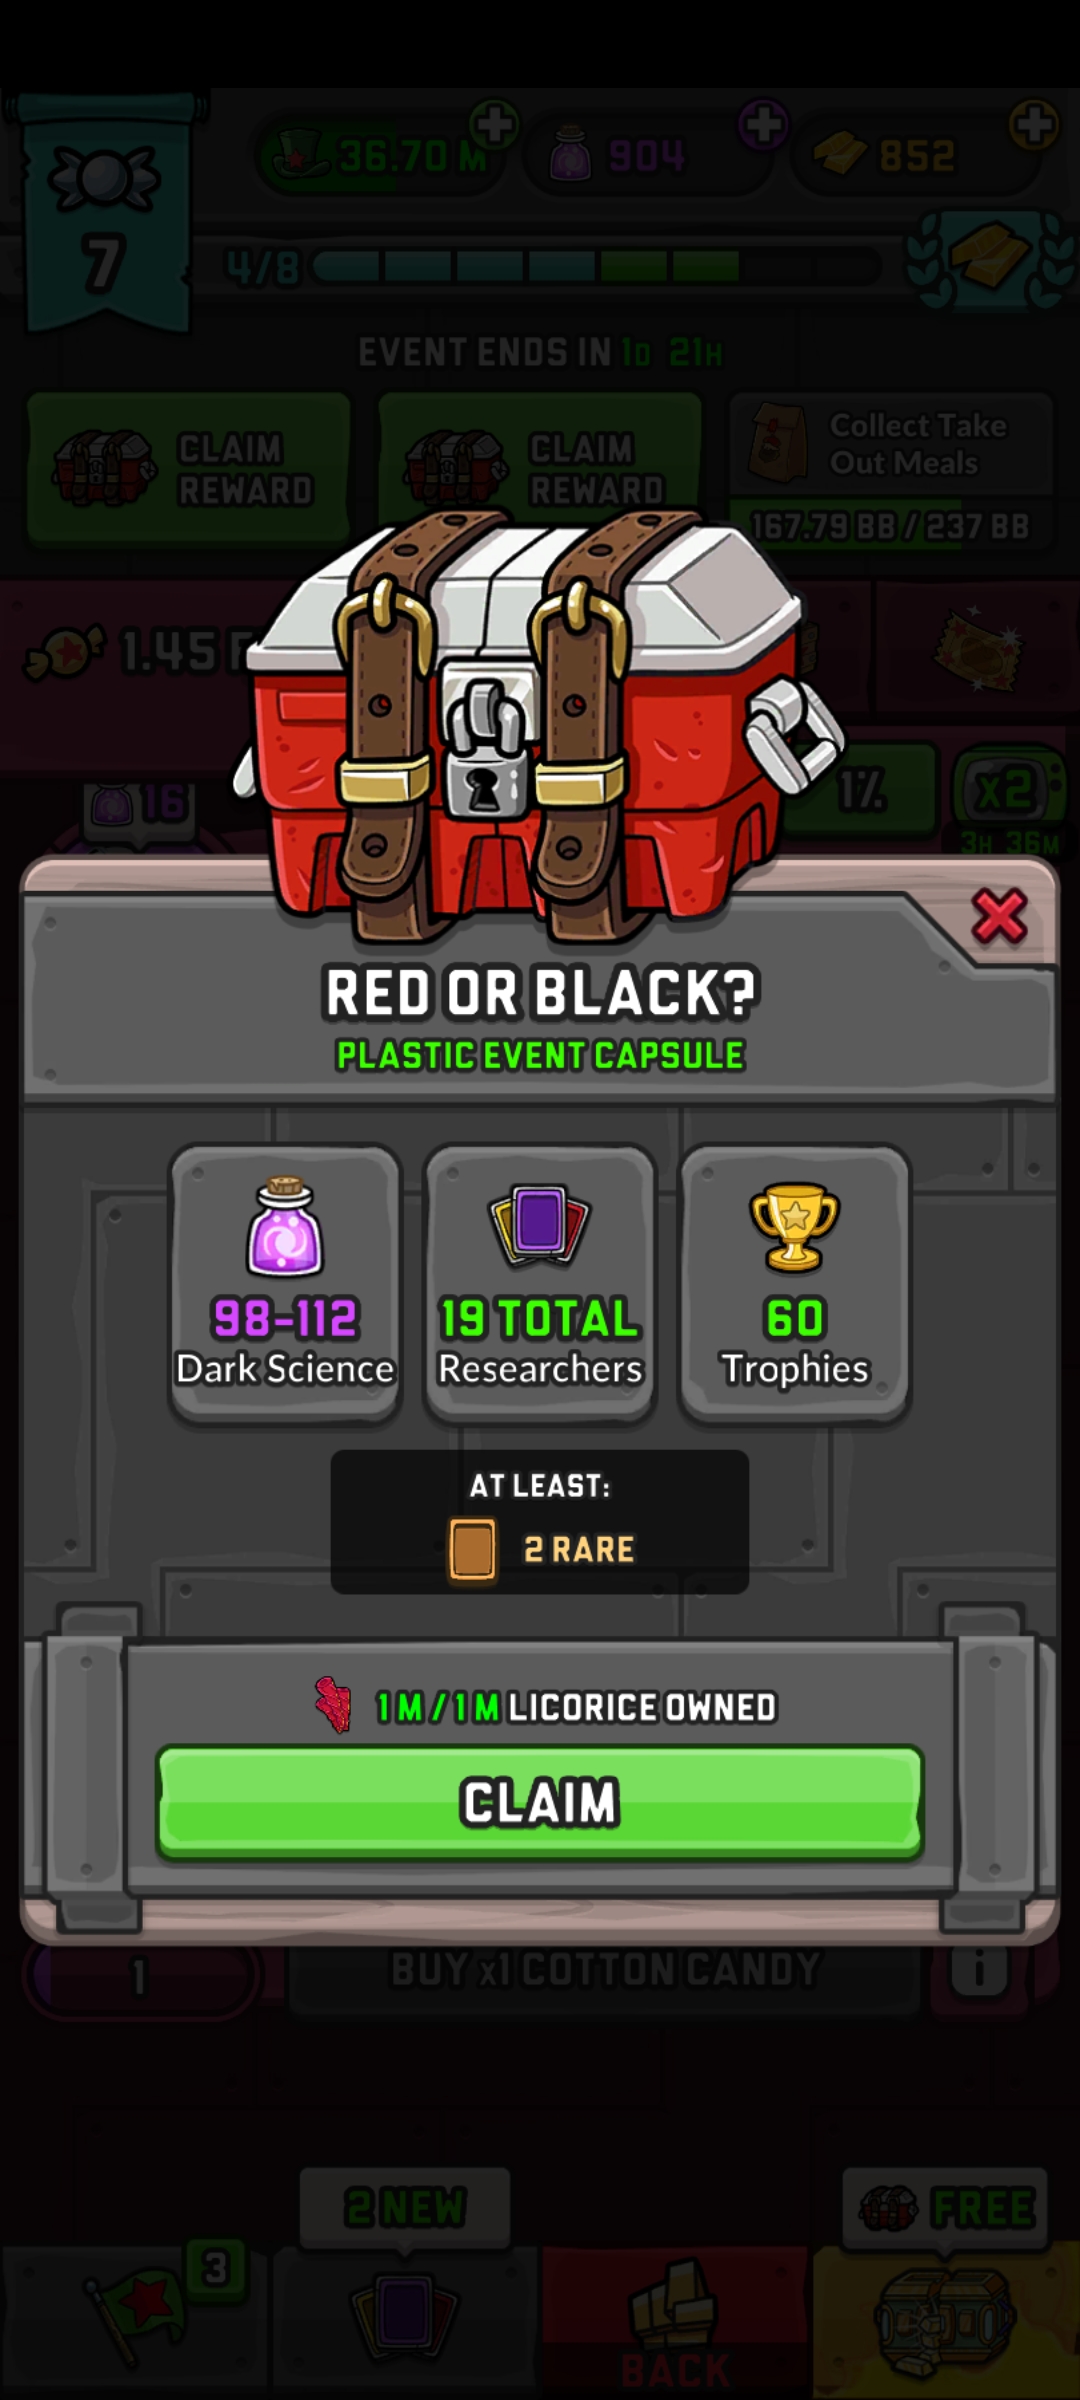 36.70 M
904
852
7
4/8
EVENT ENDS IN 1D 21H
CLAIM REWARD
CLAIM REWARD
Collect Take Out Meals
167.79 BB / 237 BB
1.45
16
1%
x2
3H 36M
RED OR BLACK?
PLASTIC EVENT CAPSULE
98-112
Dark Science
19 TOTAL
Researchers
60
Trophies
AT LEAST:
2 RARE
1 M / 1 M LICORICE OWNED
CLAIM
1
BUY x1 COTTON CANDY
i
2 NEW
FREE
3
BACK